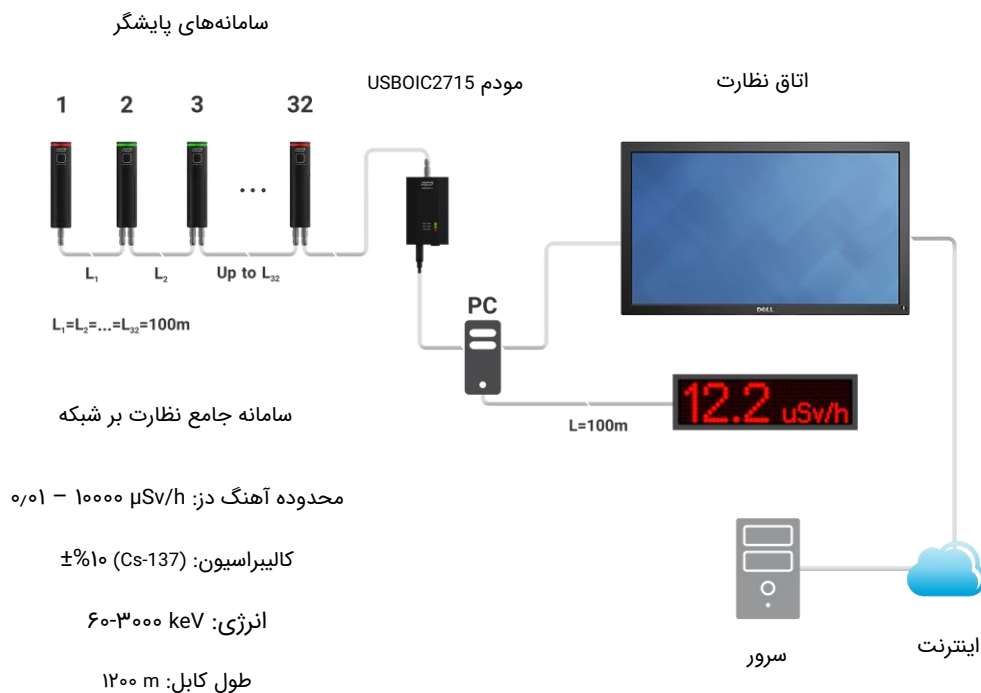 سامانه‌های پایشگر
مودم USBOIC2715
اتاق نظارت
1 2 3 32
...
L₁ L₂ Up to L₃₂
L₁=L₂=...=L₃₂=100m
PC
DELL
12.2 uSv/h
L=100m
سامانه جامع نظارت بر شبکه
محدوده آهنگ دز: ۰٫۰۱ – ۱۰۰۰۰ µSv/h
کالیبراسیون: (Cs-137) ±%۱۰
انرژی: ۶۰-۳۰۰۰ keV
طول کابل: ۱۲۰۰ m
اینترنت
سرور